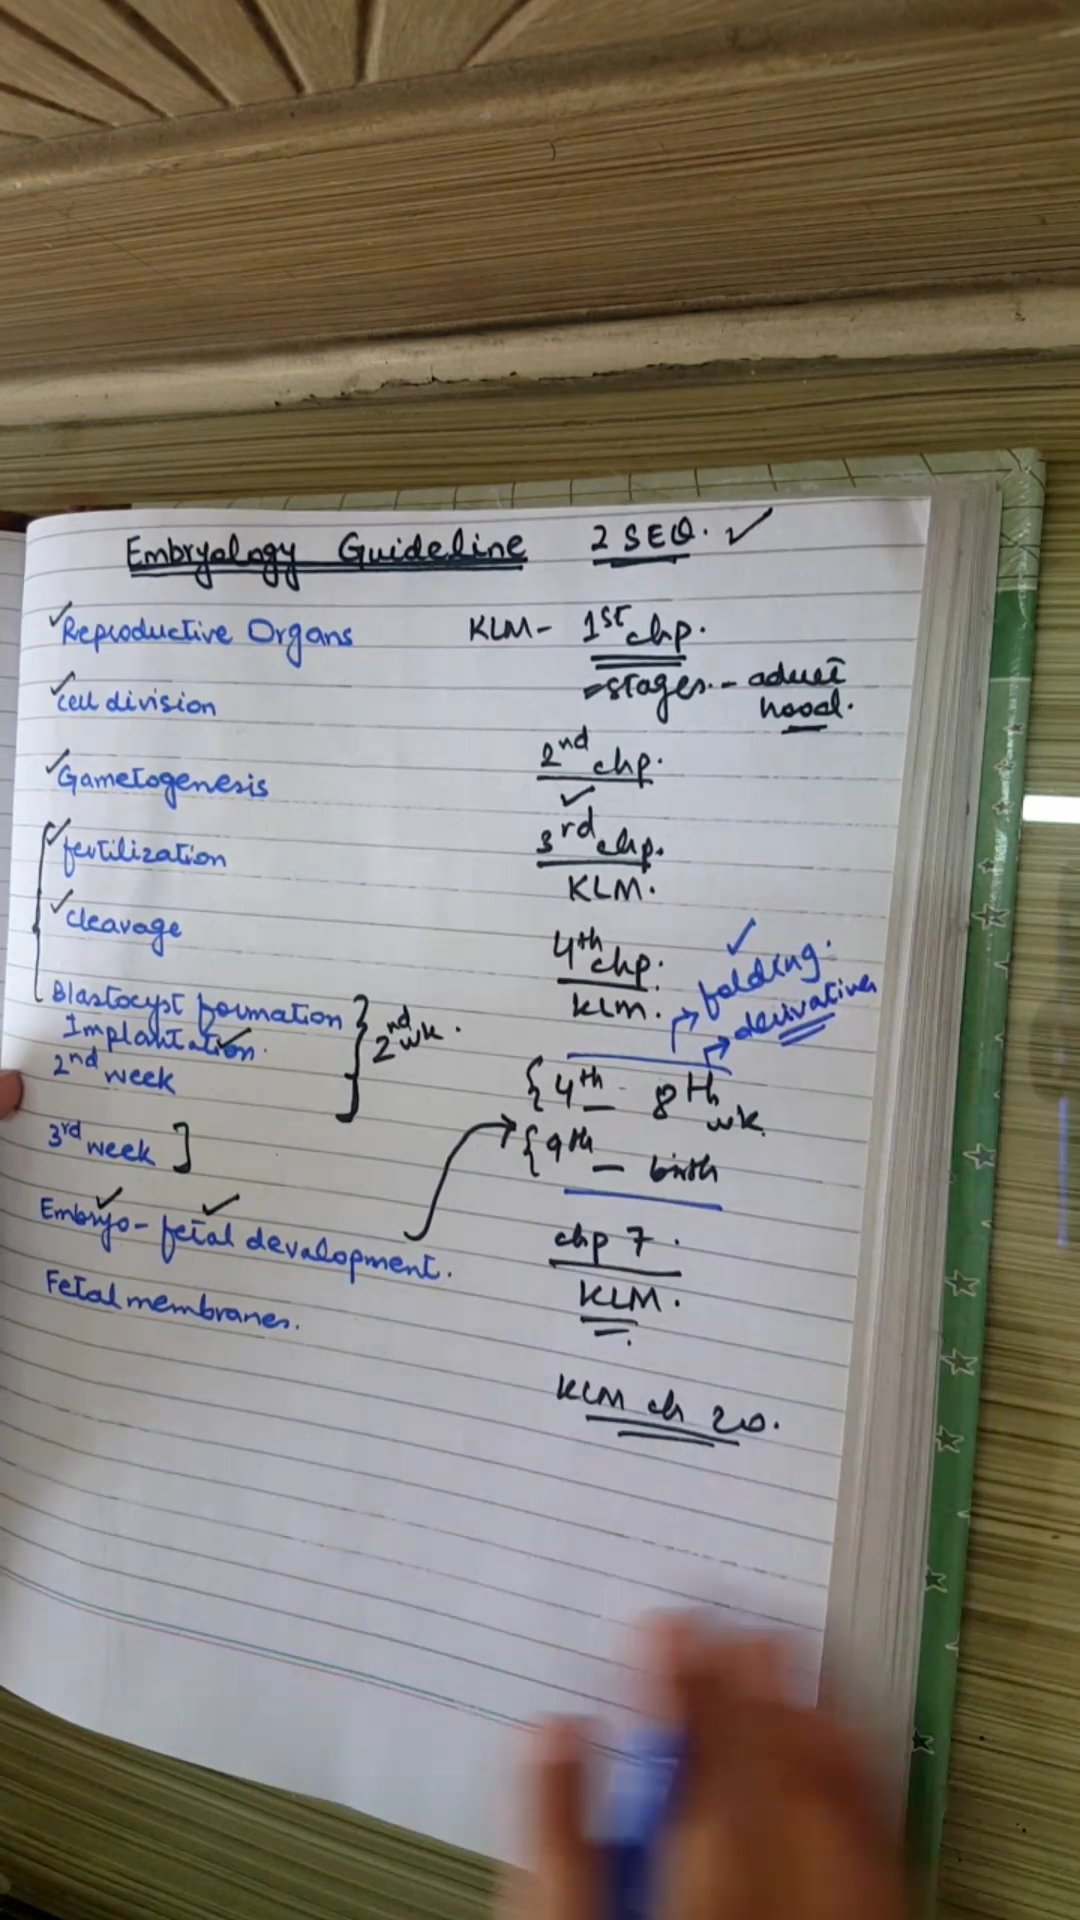 Embryology Guideline 2 SEQ. ✓
✓Reproductive Organs KLM- 1st chp.
stages.- adult
hood.
✓cell division
2nd chp.
✓Gametogenesis
✓
3rd chp.
KLM.
✓fertilization
✓cleavage
4th chp.
KLM.
✓
folding.
derivatives
Blastocyst formation
Implantation.
2nd week
2nd wk.
{4th - 8th wk.
{9th - birth
3rd week ]
Embryo- fetal devalopment.
chp 7.
KLM.
Fetal membranes.
KLM ch 20.